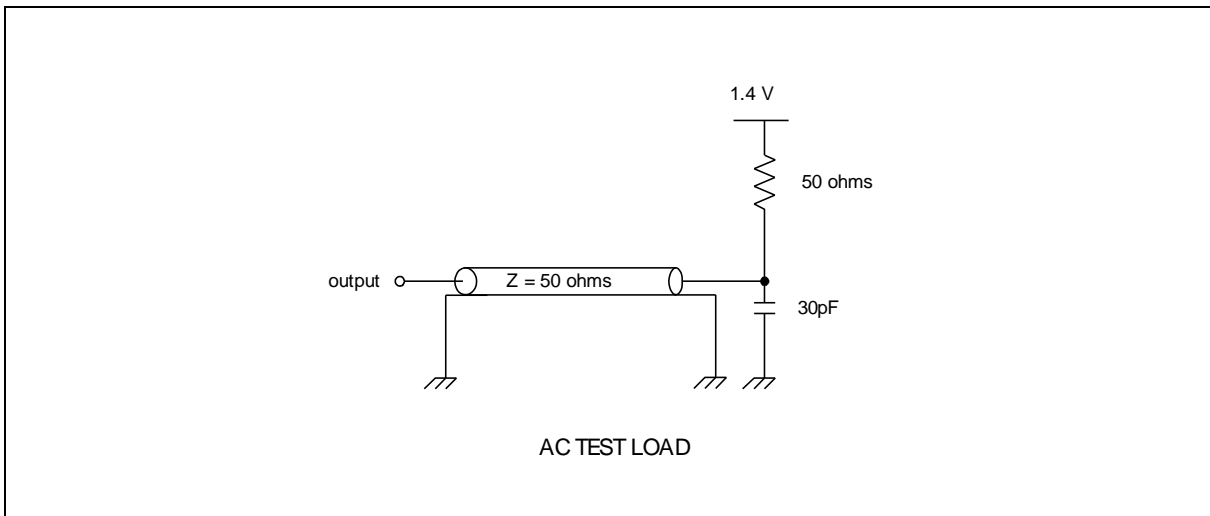 1.4 V
50 ohms
output
Z = 50 ohms
30pF
AC TEST LOAD